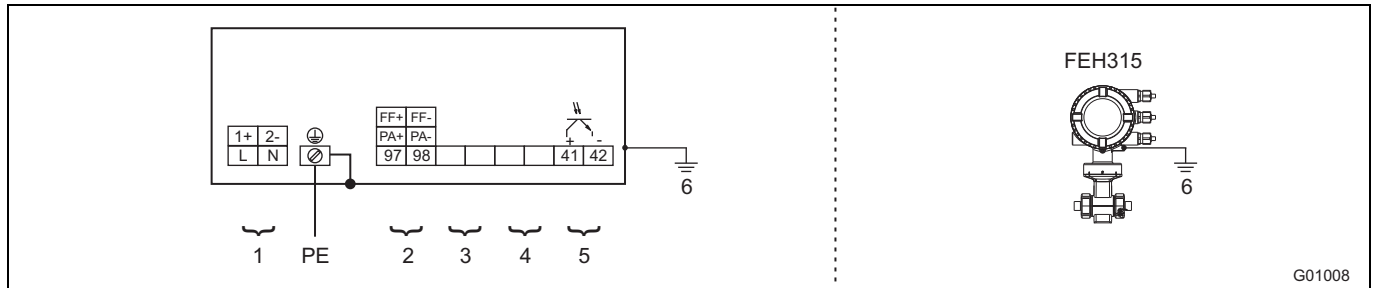 FEH315
FF+ FF-
1+ 2- PA+ PA- + -
L N 97 98 41 42
6 6
1 PE 2 3 4 5
G01008